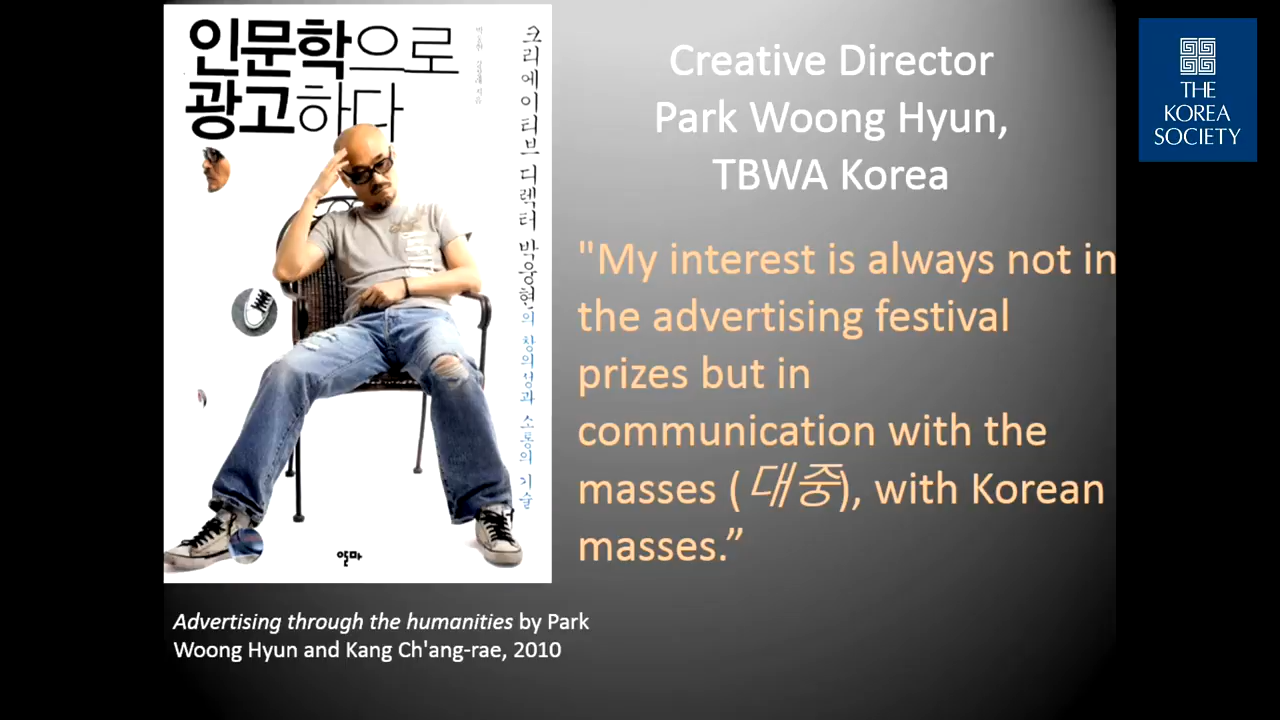 인문학으로
광고하다
크리에이티브 디렉터 박웅현의 창의성과 소통의 기술
알마
Creative Director
Park Woong Hyun,
TBWA Korea
"My interest is always not in
the advertising festival
prizes but in
communication with the
masses (대중), with Korean
masses.”
Advertising through the humanities by Park
Woong Hyun and Kang Ch'ang-rae, 2010
THE
KOREA
SOCIETY